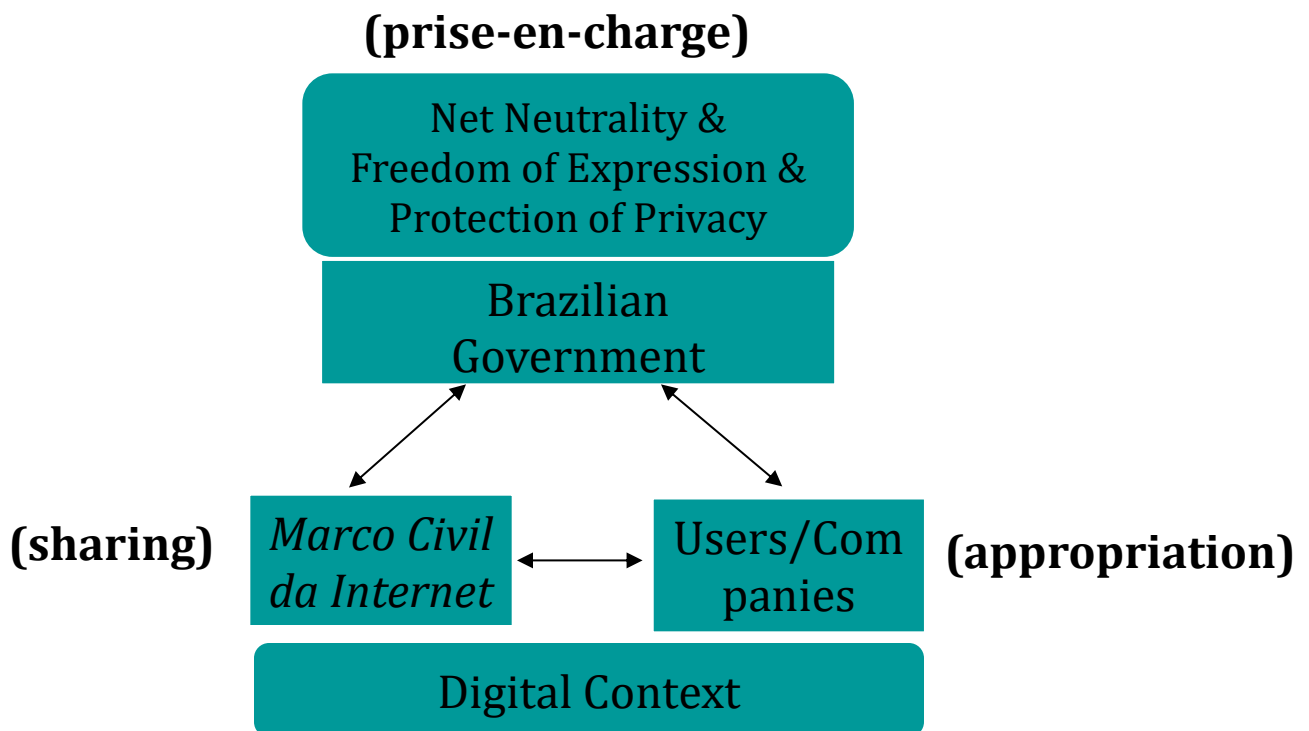 (prise-en-charge)
Net Neutrality &
Freedom of Expression &
Protection of Privacy
Brazilian
Government
(sharing)
Marco Civil
da Internet
Users/Com
panies
(appropriation)
Digital Context